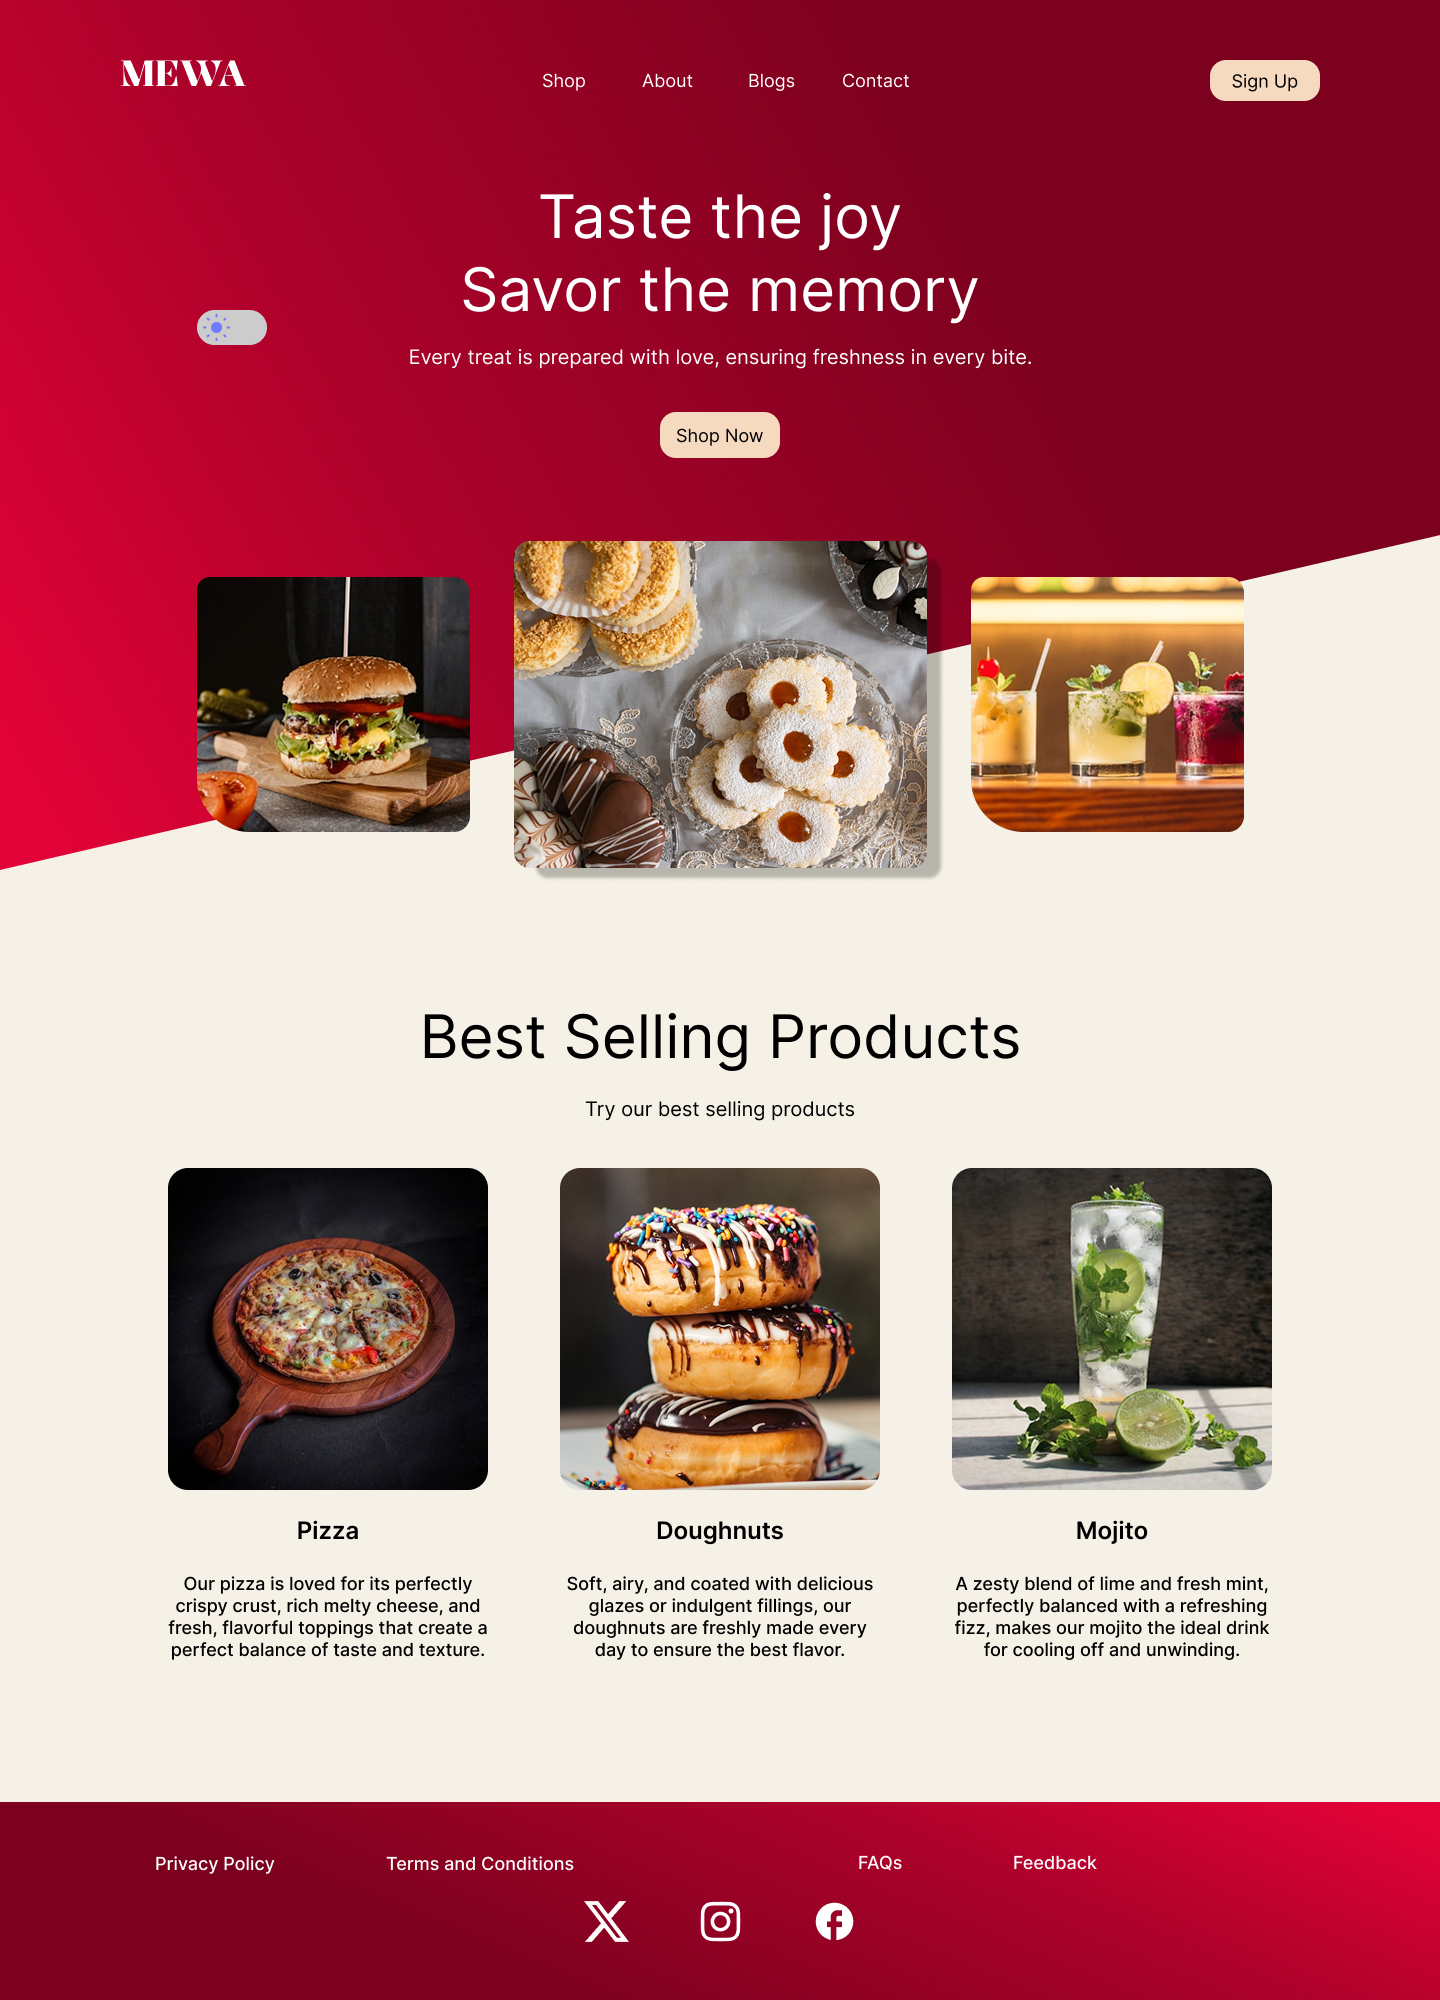 MEWA
Shop
About
Blogs
Contact
Sign Up
Taste the joy
Savor the memory
Every treat is prepared with love, ensuring freshness in every bite.
Shop Now
Best Selling Products
Try our best selling products
Pizza
Our pizza is loved for its perfectly
crispy crust, rich melty cheese, and
fresh, flavorful toppings that create a
perfect balance of taste and texture.
Doughnuts
Soft, airy, and coated with delicious
glazes or indulgent fillings, our
doughnuts are freshly made every
day to ensure the best flavor.
Mojito
A zesty blend of lime and fresh mint,
perfectly balanced with a refreshing
fizz, makes our mojito the ideal drink
for cooling off and unwinding.
Privacy Policy
Terms and Conditions
FAQs
Feedback